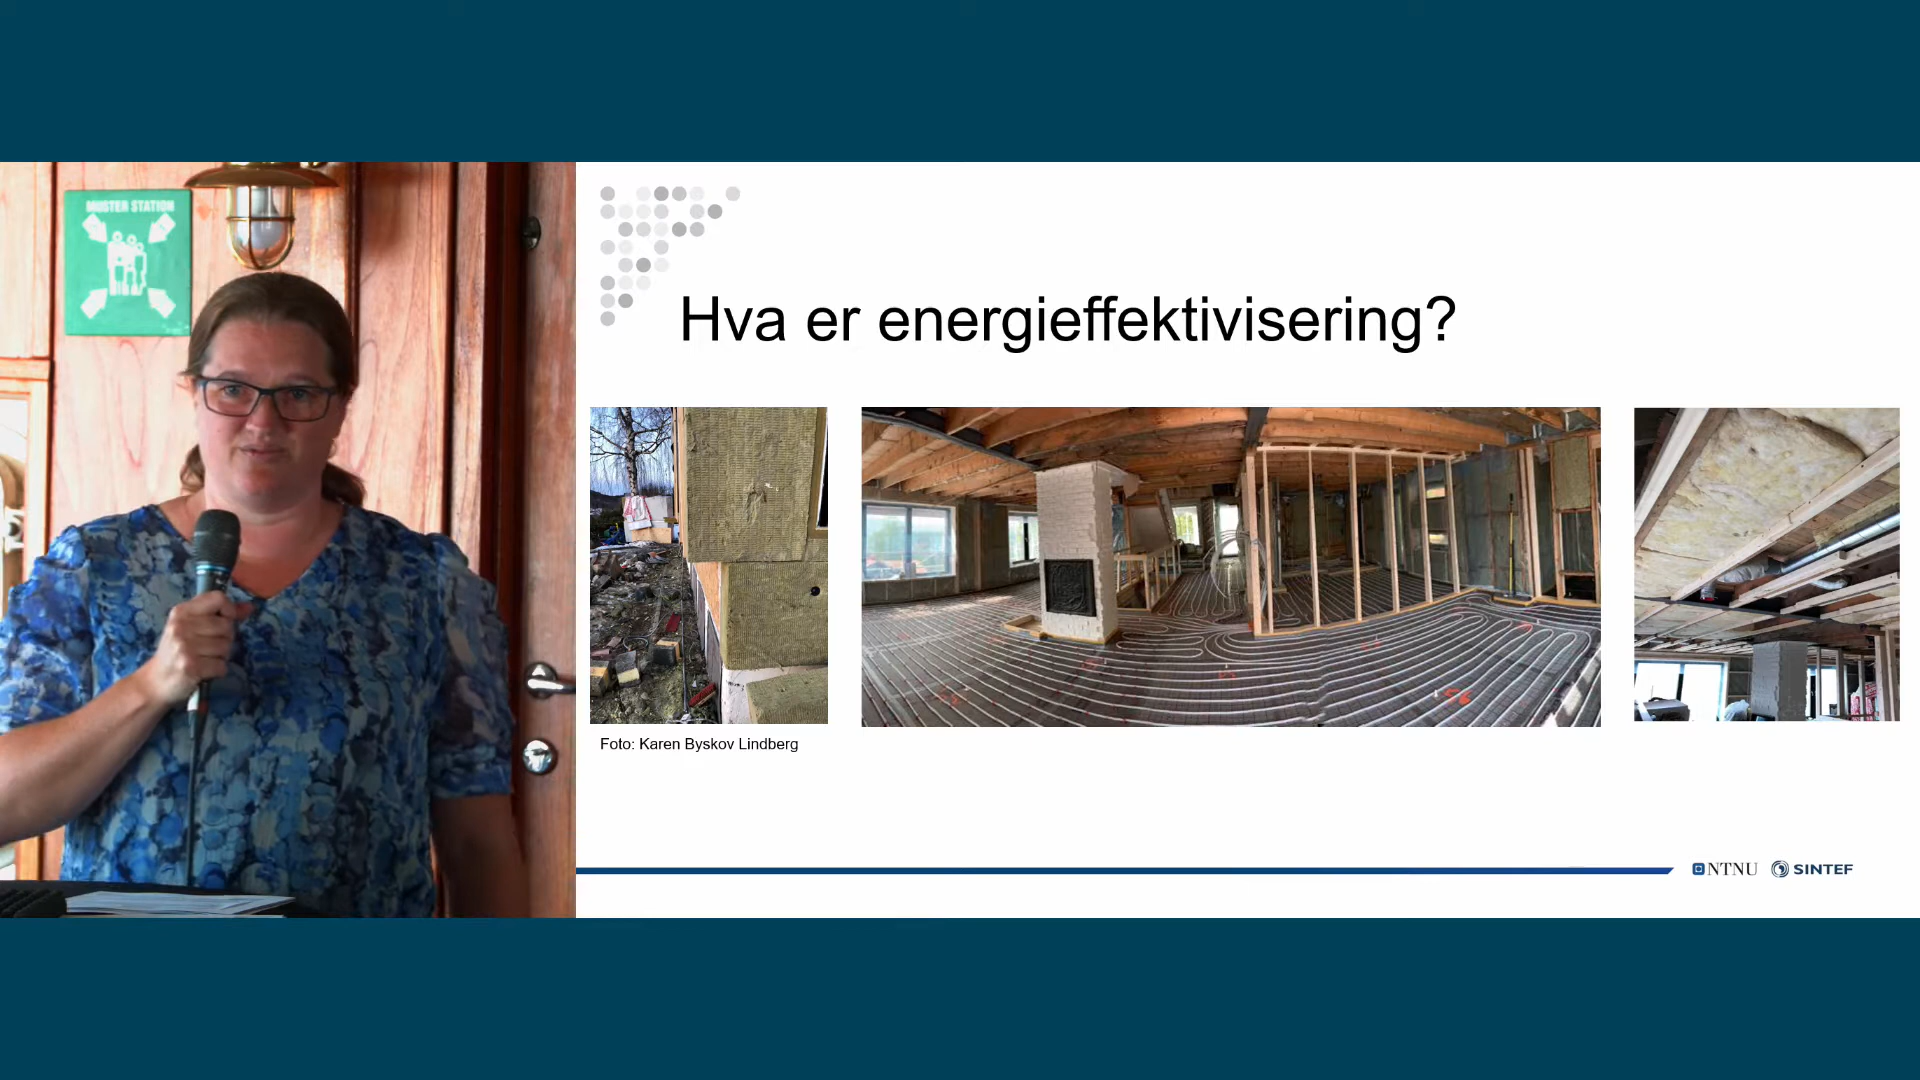 MUSTER STATION
Hva er energieffektivisering?
Foto: Karen Byskov Lindberg
NTNU SINTEF